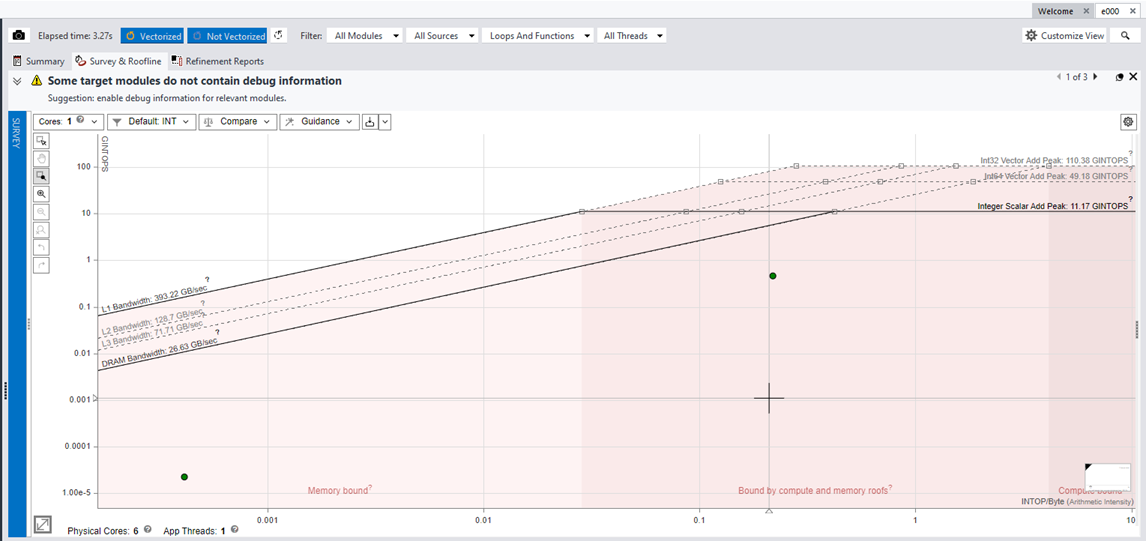 Welcome e000
Elapsed time: 3.27s Vectorized Not Vectorized Filter: All Modules All Sources Loops And Functions All Threads Customize View
Summary Survey & Roofline Refinement Reports
Some target modules do not contain debug information 1 of 3
Suggestion: enable debug information for relevant modules.
SURVEY
Cores: 1 ? Default: INT Compare Guidance
GINTOPS
100
10
1
0.1
0.01
0.001
0.0001
1.00e-5
Int32 Vector Add Peak: 110.38 GINTOPS ?
Int64 Vector Add Peak: 49.18 GINTOPS ?
Integer Scalar Add Peak: 11.17 GINTOPS ?
L1 Bandwidth: 393.22 GB/sec ?
L2 Bandwidth: 128.7 GB/sec ?
L3 Bandwidth: 71.71 GB/sec ?
DRAM Bandwidth: 26.63 GB/sec ?
Memory bound ? Bound by compute and memory roofs ? Compute bound ?
INTOP/Byte (Arithmetic Intensity)
0.001 0.01 0.1 1 10
Physical Cores: 6 ? App Threads: 1 ?